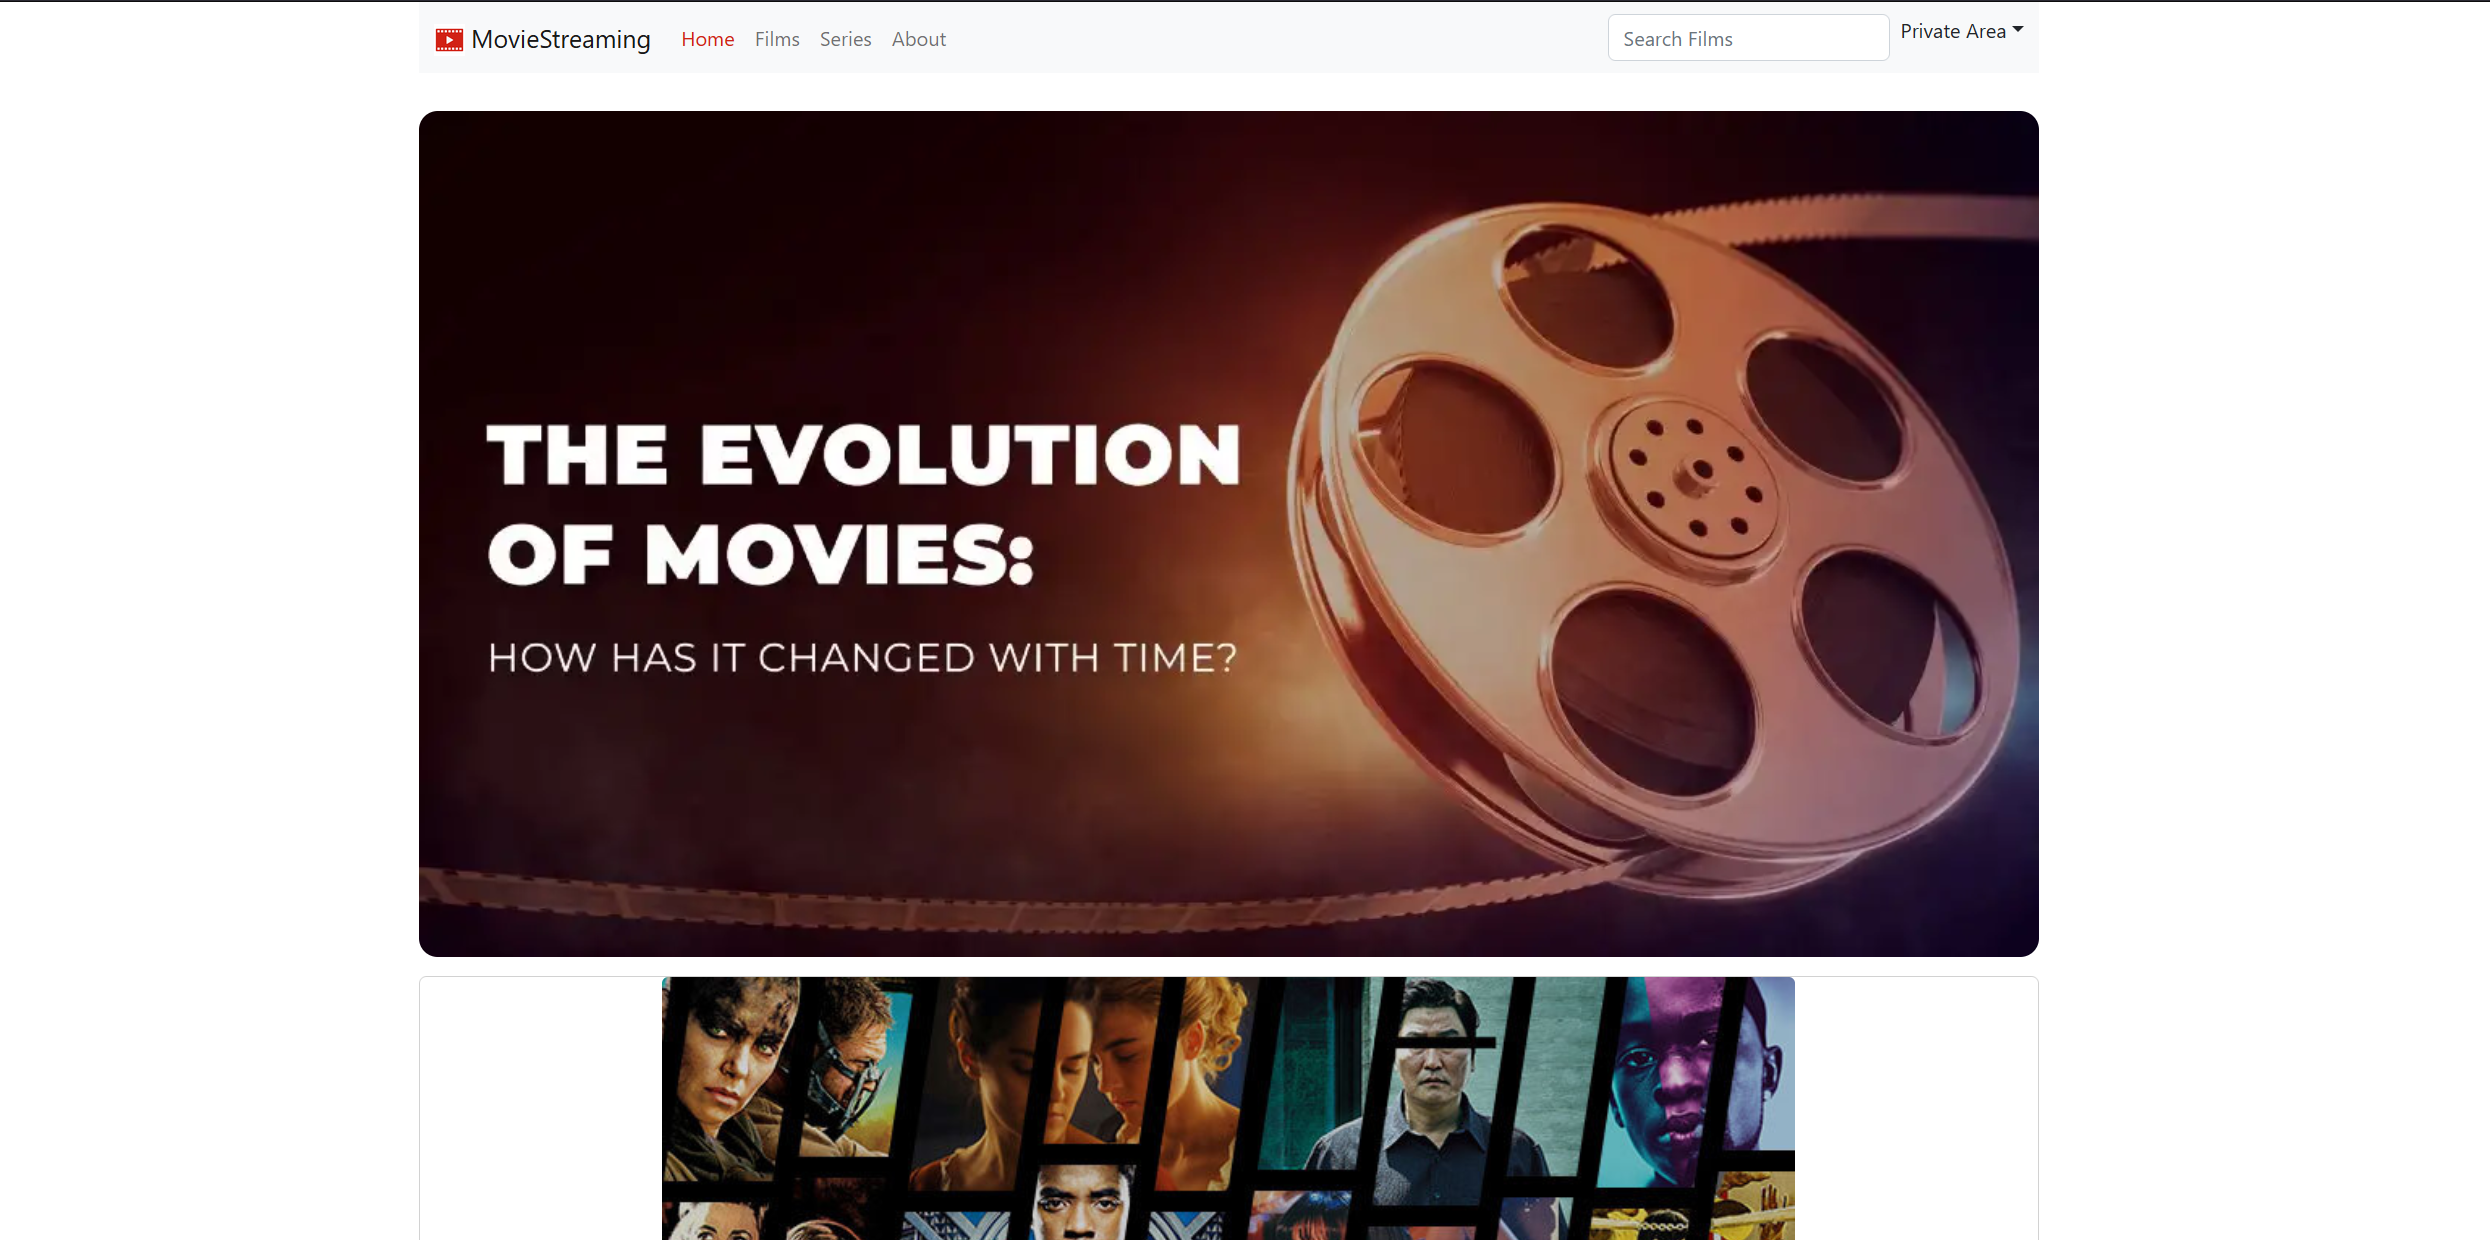 MovieStreaming
Home
Films
Series
About
Search Films
Private Area
THE EVOLUTION
OF MOVIES:
HOW HAS IT CHANGED WITH TIME?